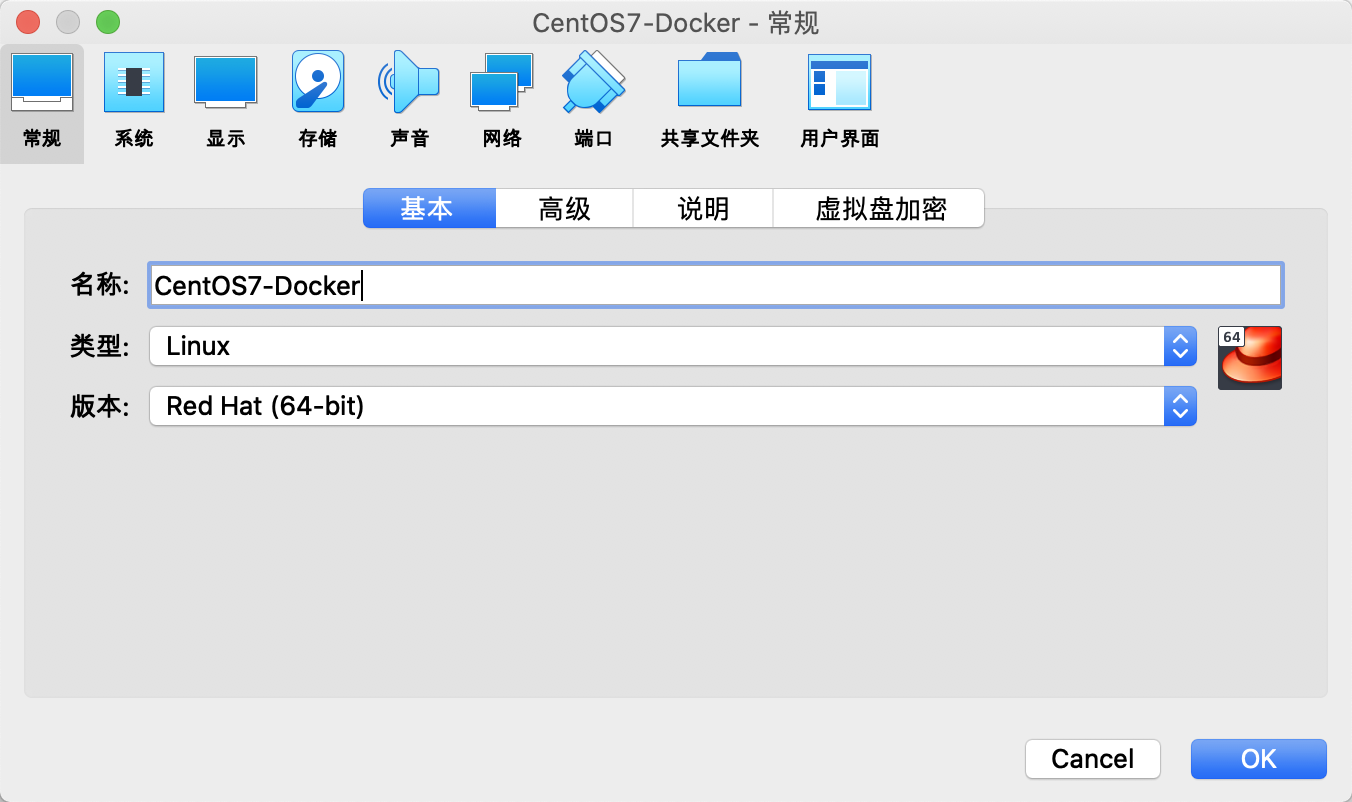 CentOS7-Docker - 常规
常规 系统 显示 存储 声音 网络 端口 共享文件夹 用户界面
基本 高级 说明 虚拟盘加密
名称: CentOS7-Docker
类型: Linux
64
版本: Red Hat (64-bit)
Cancel OK